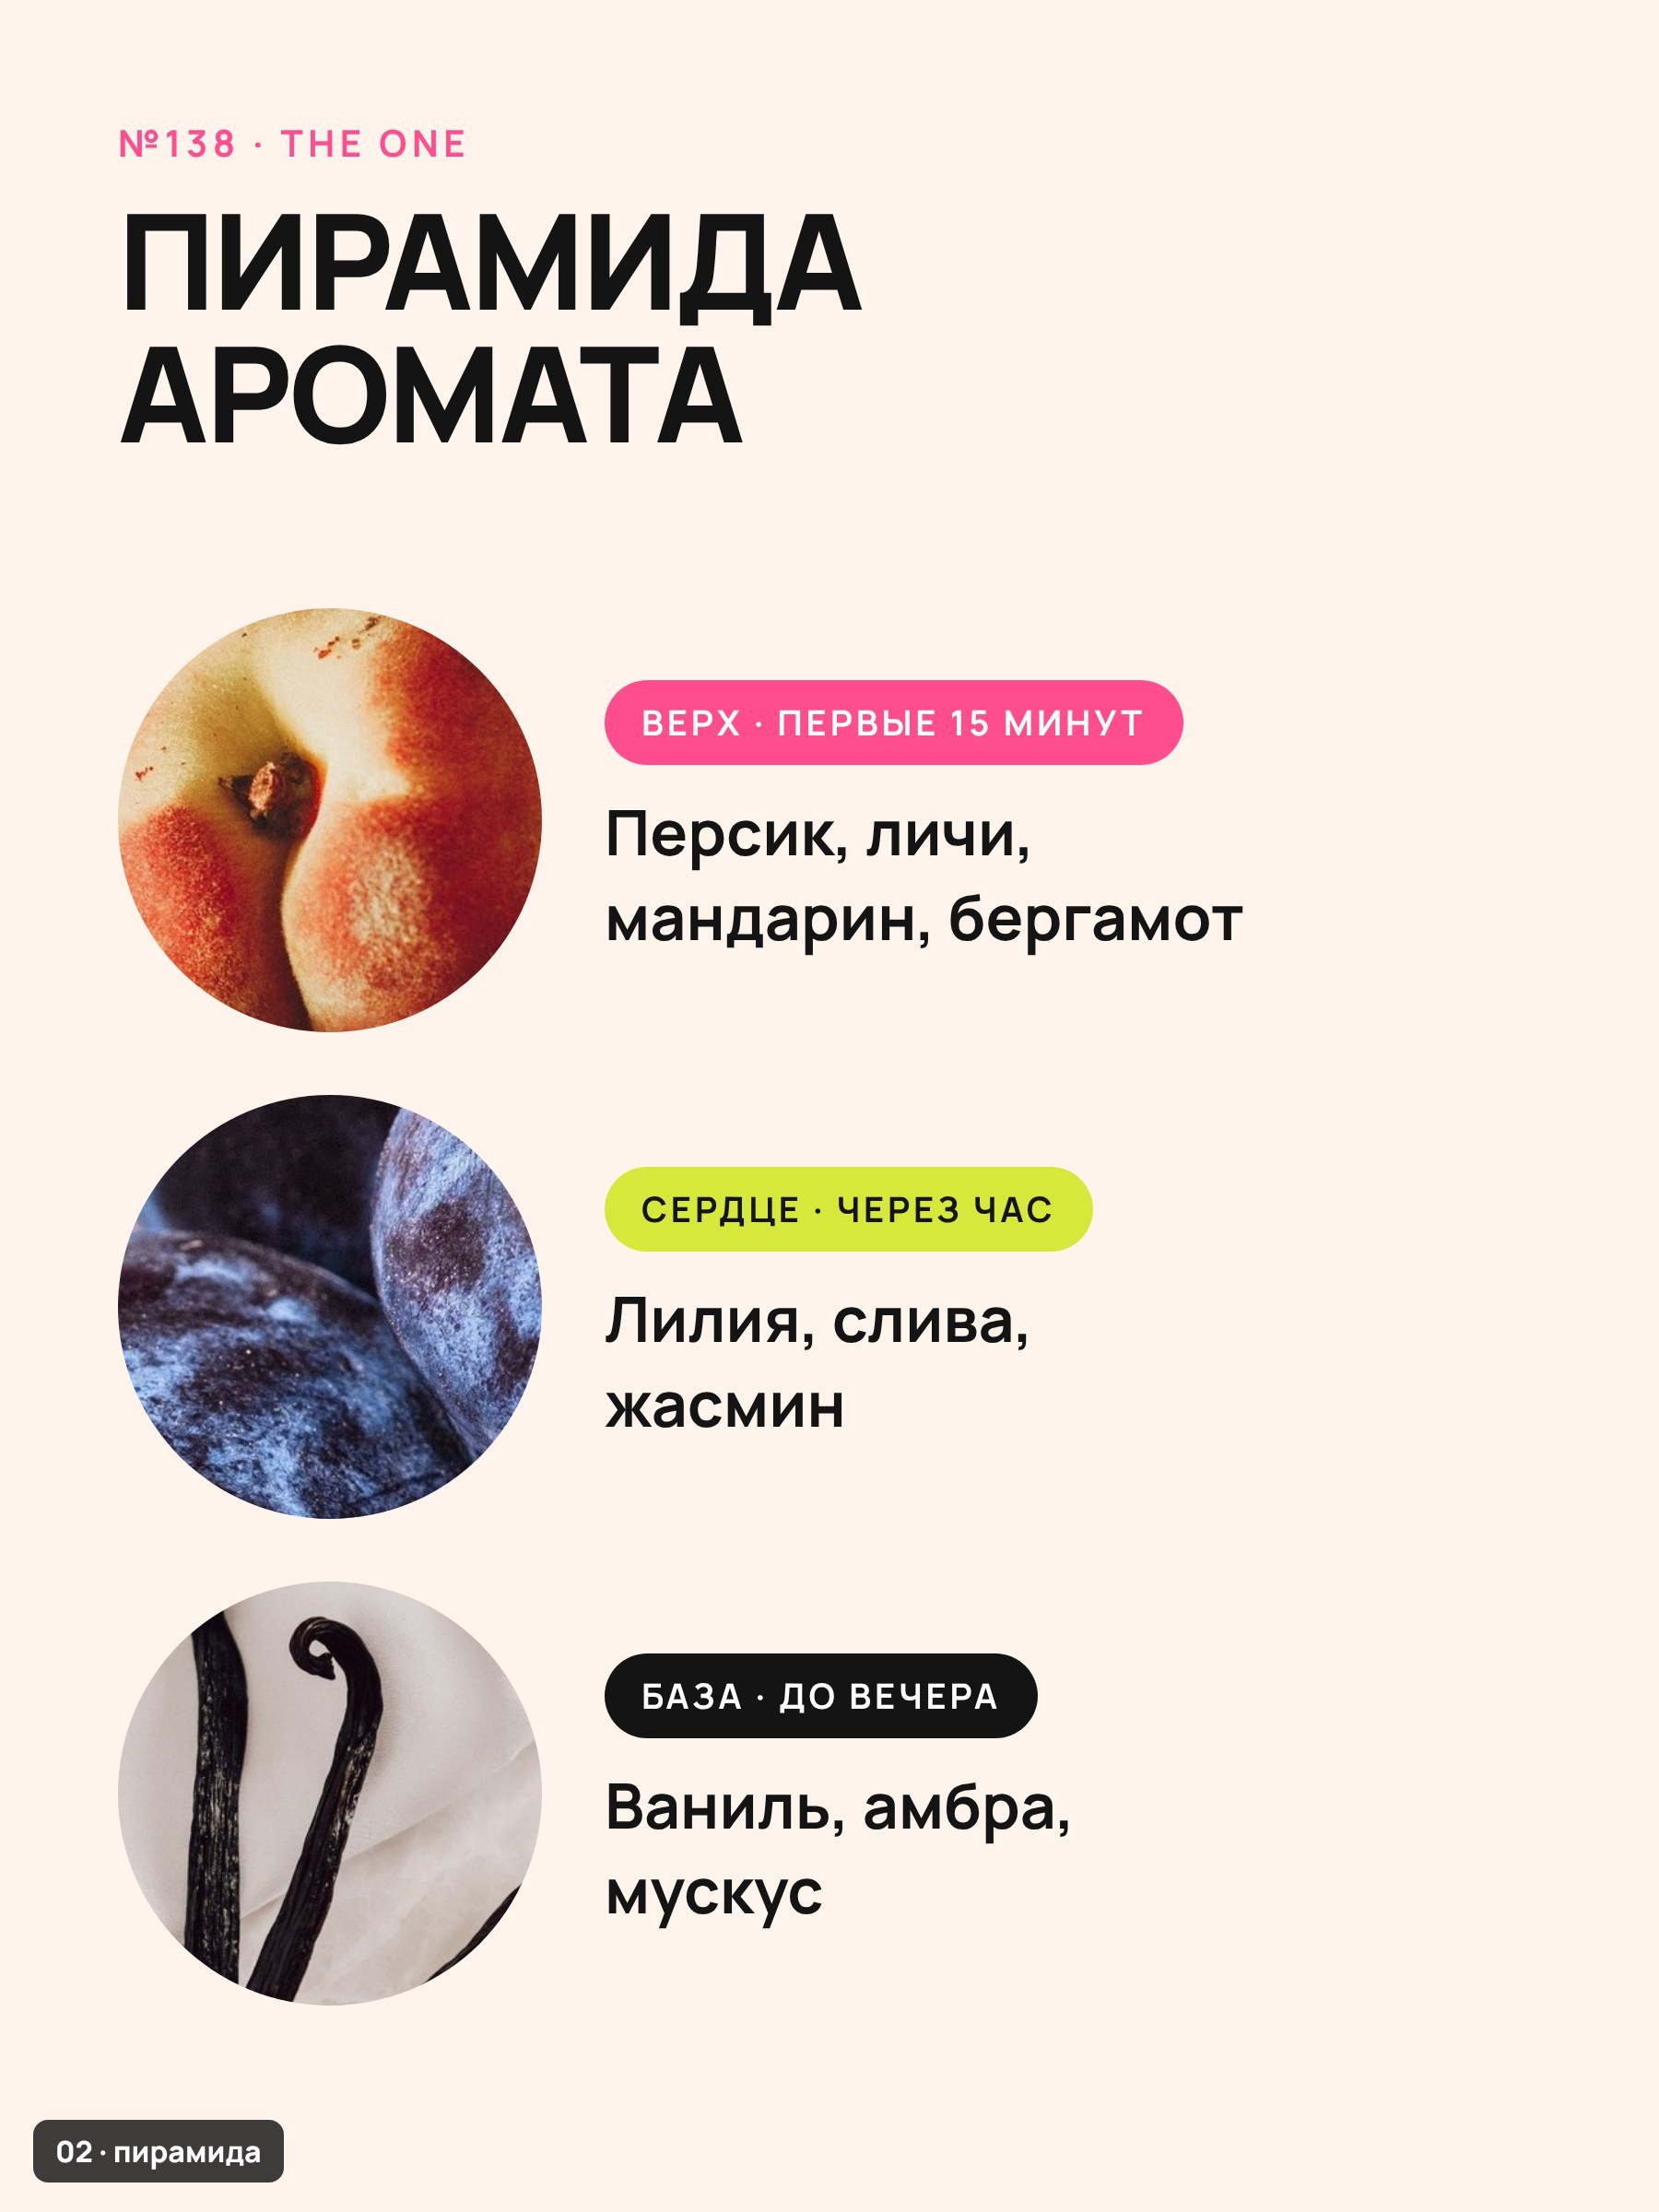 №138 · THE ONE
ПИРАМИДА
АРОМАТА
ВЕРХ · ПЕРВЫЕ 15 МИНУТ
Персик, личи,
мандарин, бергамот
СЕРДЦЕ · ЧЕРЕЗ ЧАС
Лилия, слива,
жасмин
БАЗА · ДО ВЕЧЕРА
Ваниль, амбра,
мускус
02 · пирамида